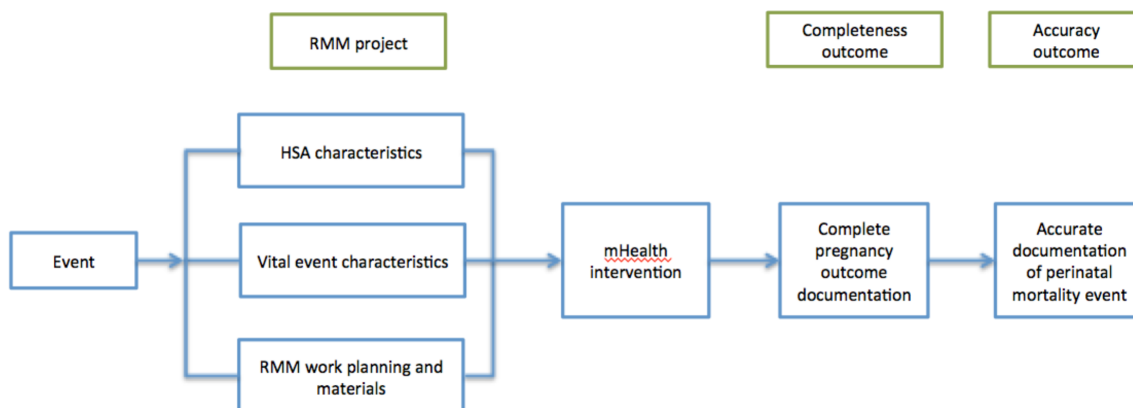 RMM project
Completeness
outcome
Accuracy
outcome
HSA characteristics
Event
Vital event characteristics
RMM work planning and
materials
mHealth
intervention
Complete
pregnancy
outcome
documentation
Accurate
documentation
of perinatal
mortality event